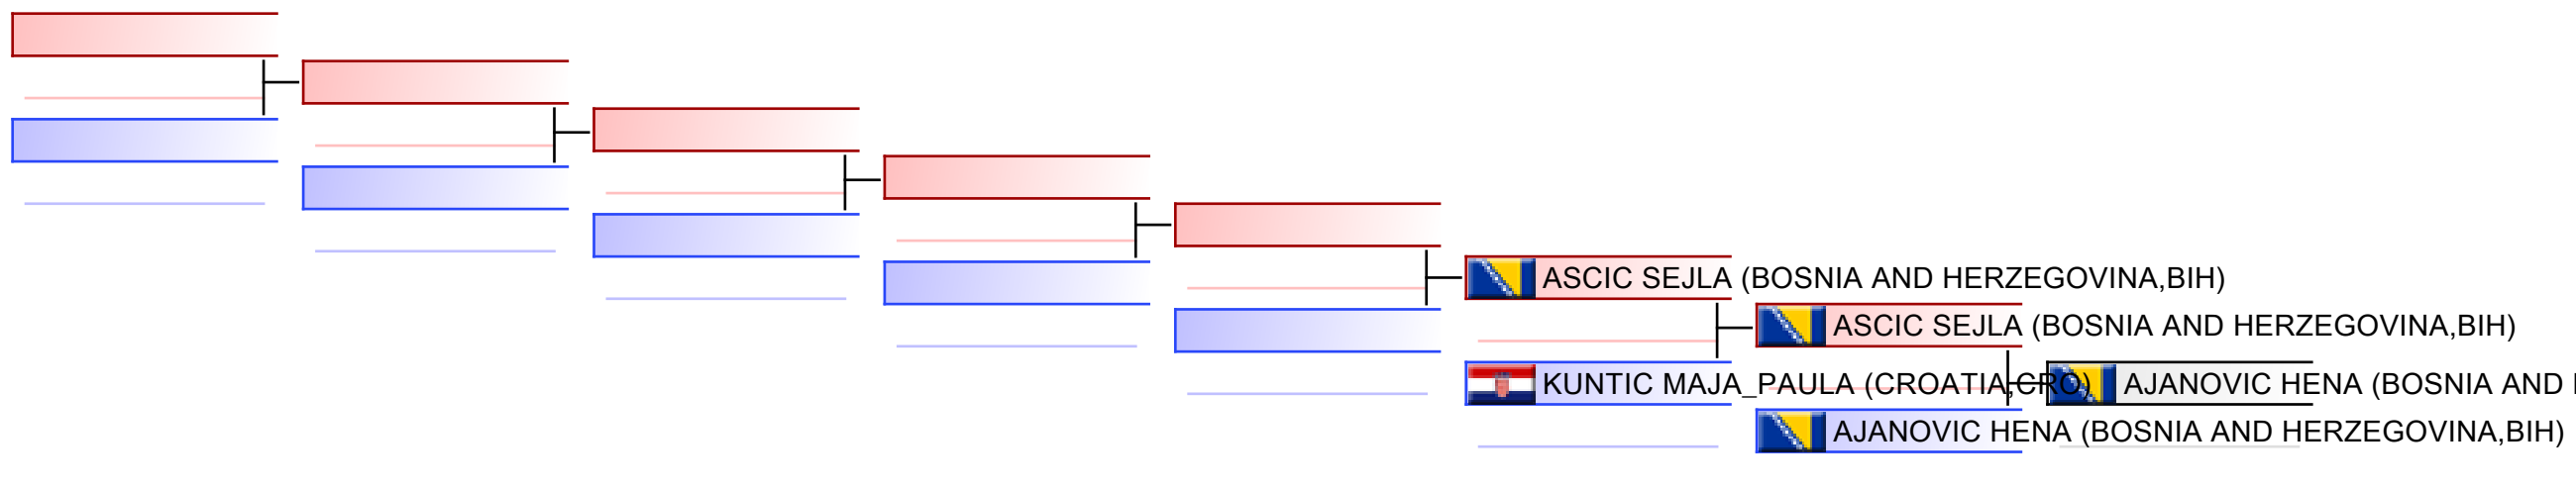 ASCIC SEJLA (BOSNIA AND HERZEGOVINA,BIH)
ASCIC SEJLA (BOSNIA AND HERZEGOVINA,BIH)
KUNTIC MAJA_PAULA (CROATIA,CRO)
AJANOVIC HENA (BOSNIA AND
AJANOVIC HENA (BOSNIA AND HERZEGOVINA,BIH)